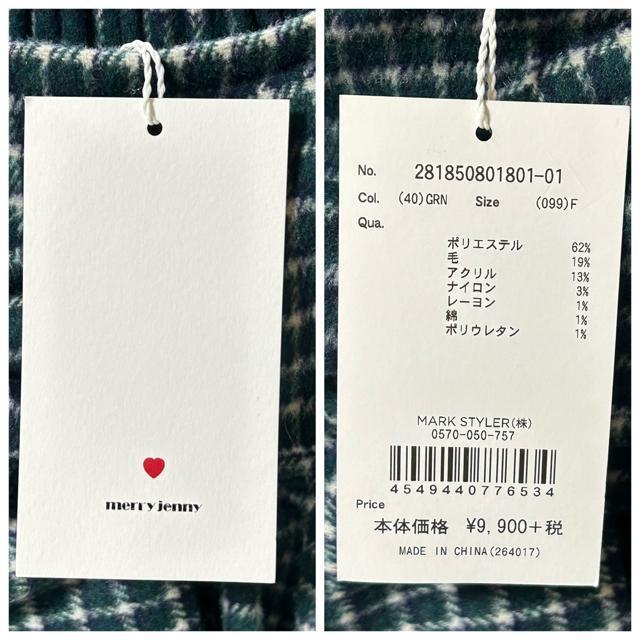 merry jenny
No. 281850801801-01
Col. (40)GRN Size (099)F
Qua.
ポリエステル 62%
毛 19%
アクリル 13%
ナイロン 3%
レーヨン 1%
綿 1%
ポリウレタン 1%
MARK STYLER(株)
0570-050-757
4549440776534
Price
本体価格 ¥9,900+税
MADE IN CHINA(264017)